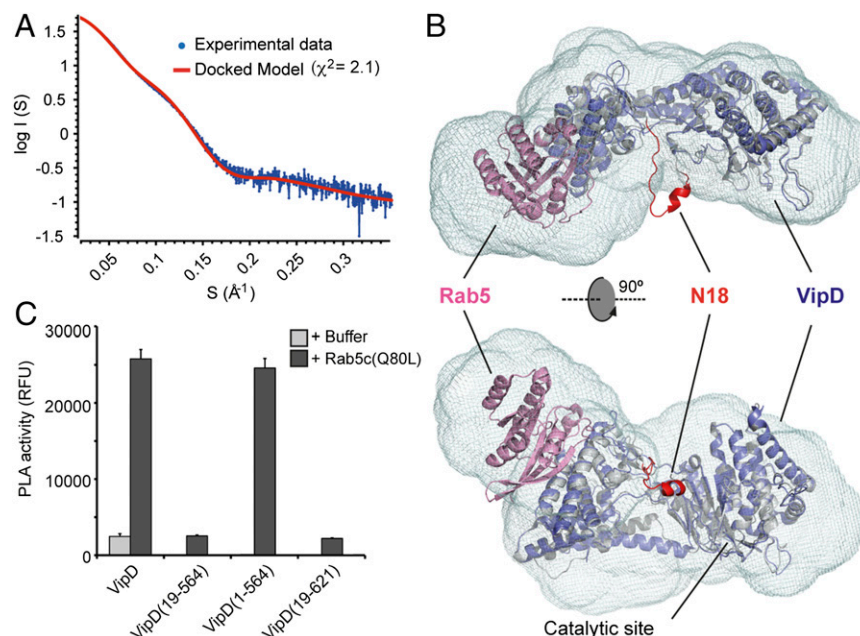 A
Experimental data
Docked Model (χ²= 2.1)
log I (S)
1.5
1.0
0.5
0
-0.5
-1
-1.5
0.05
0.1
0.15
0.2
0.25
0.3
S (Å⁻¹)
B
Rab5
90º
N18
VipD
Catalytic site
C
+ Buffer
+ Rab5c(Q80L)
PLA activity (RFU)
30000
20000
10000
0
VipD
VipD(19-564)
VipD(1-564)
VipD(19-621)